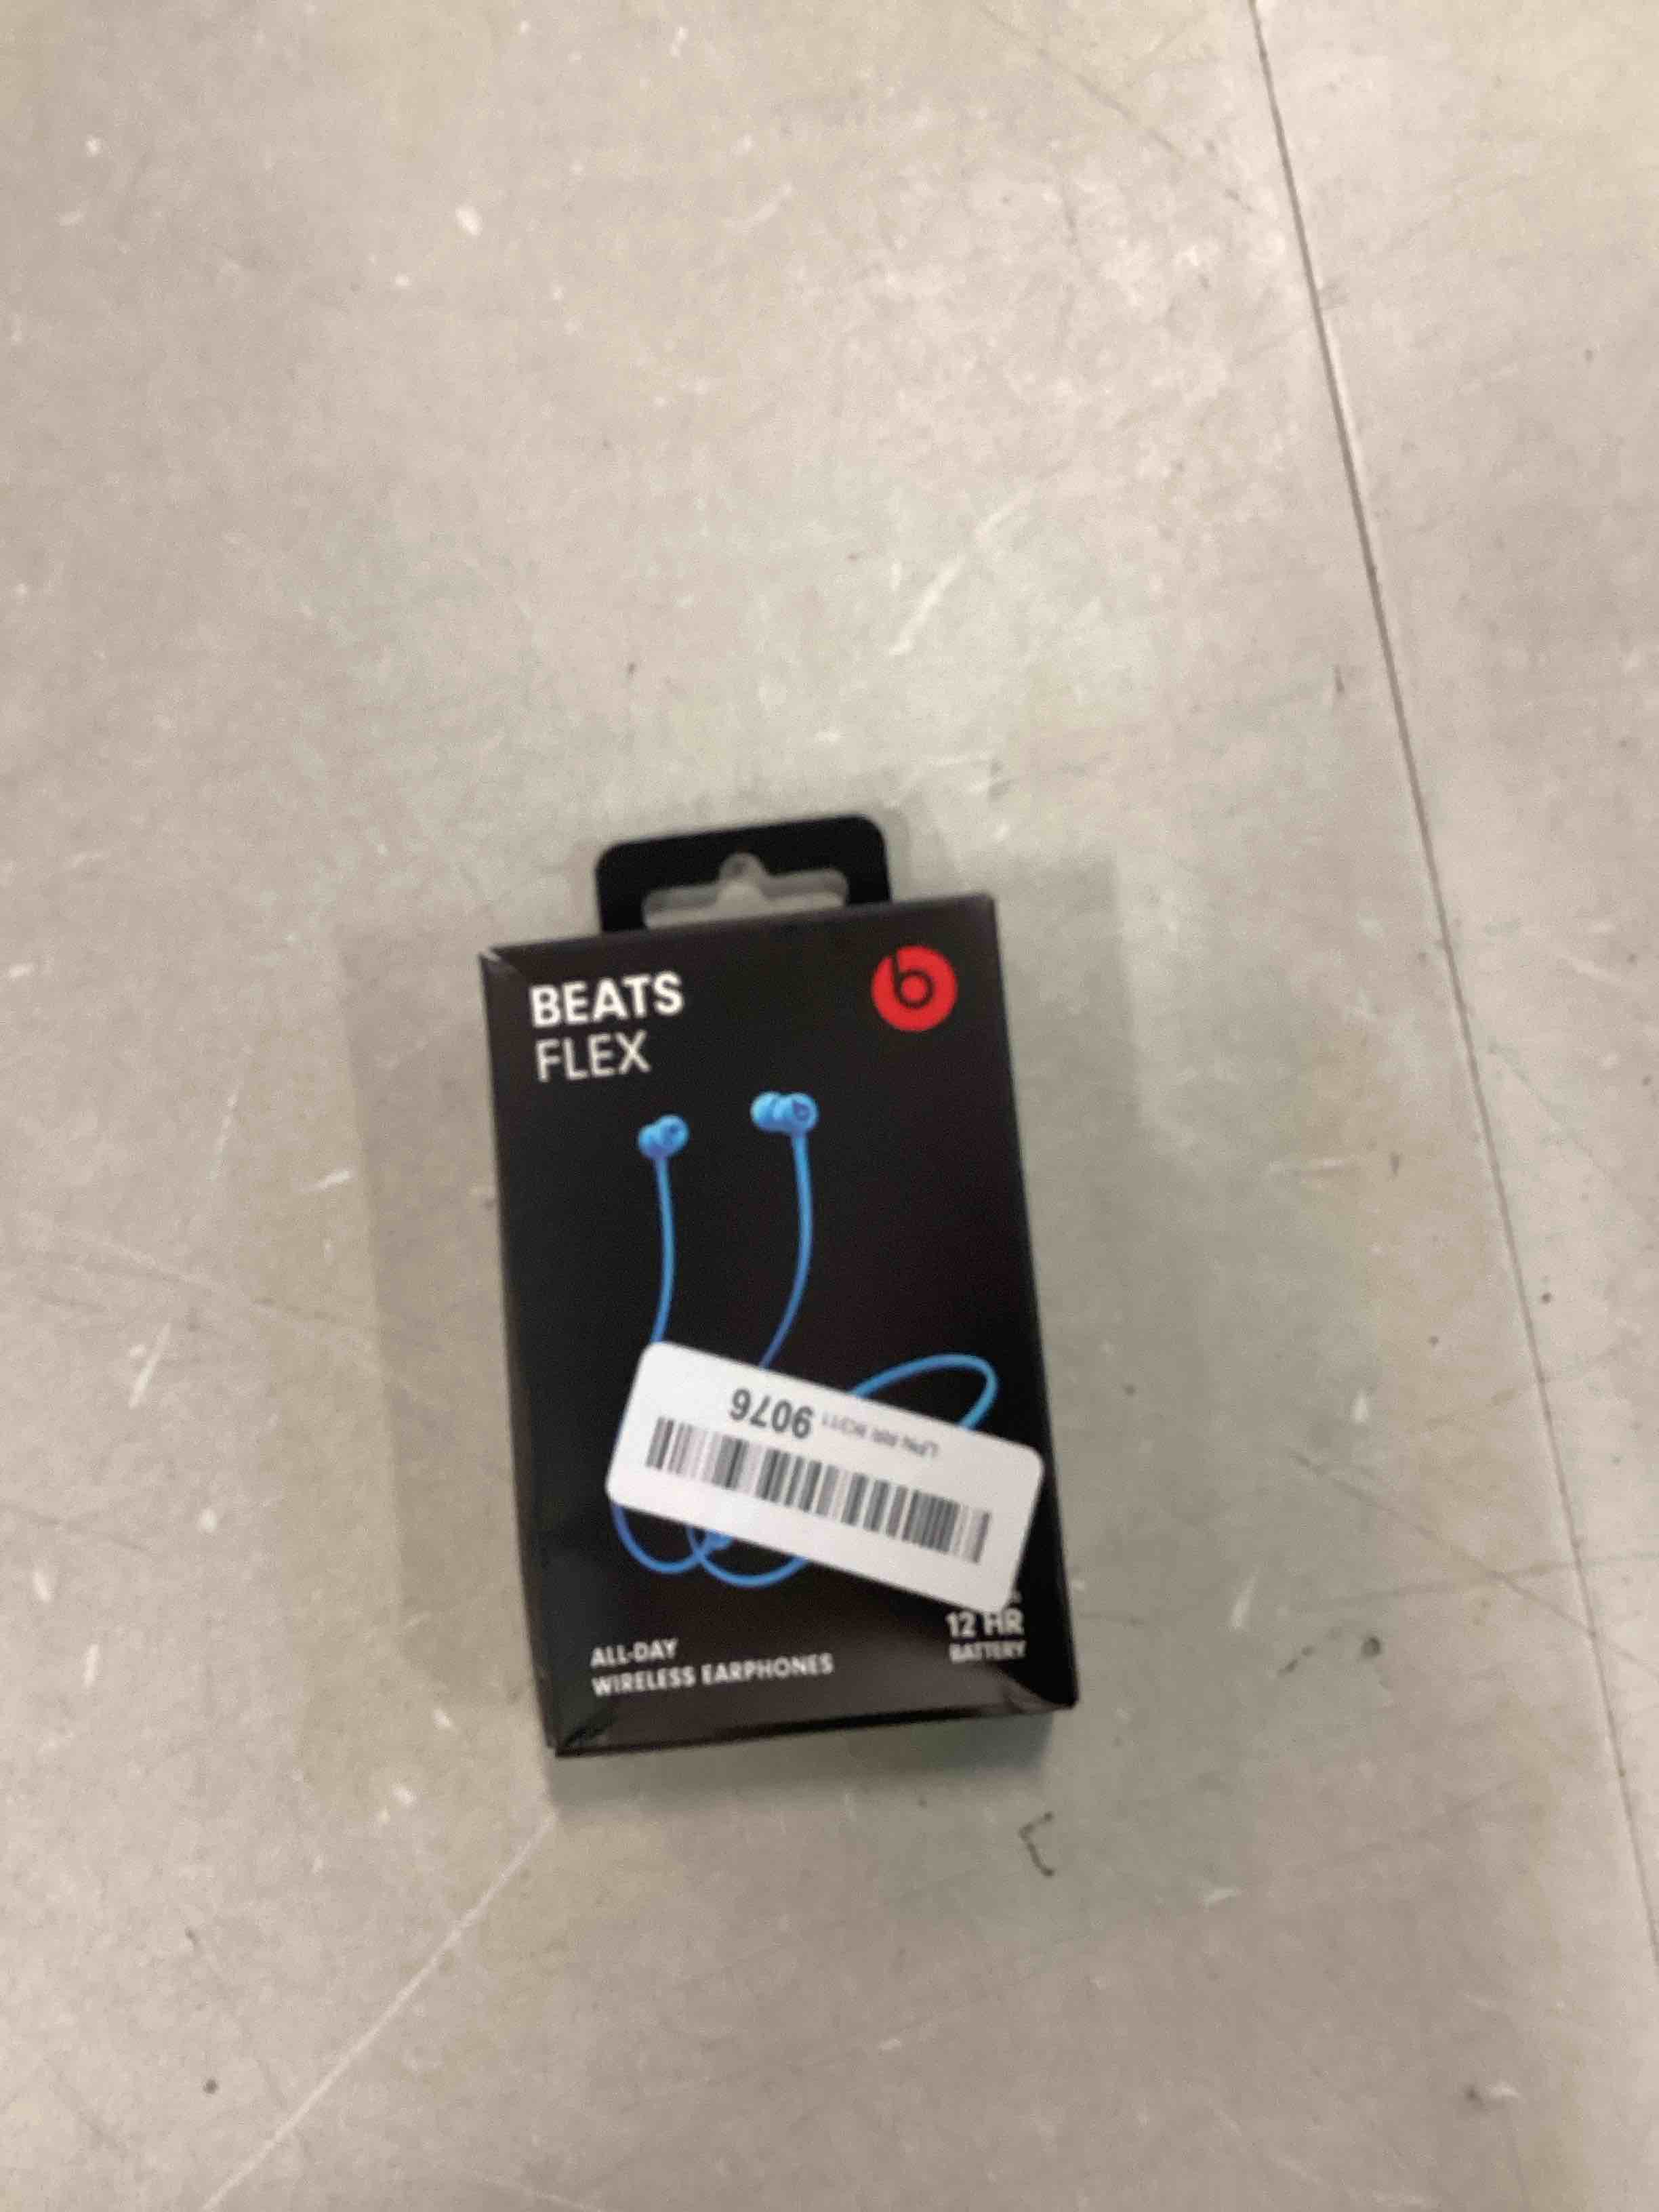 BEATS
FLEX
9076
12 HR
BATTERY
ALL-DAY
WIRELESS EARPHONES